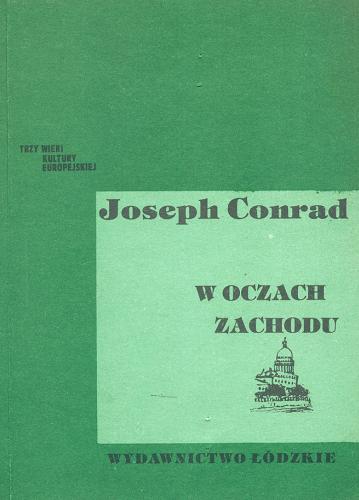 TRZY WIEKI
KULTURY
EUROPEJSKIEJ
Joseph Conrad
W OCZACH
ZACHODU
WYDAWNICTWO ŁÓDZKIE